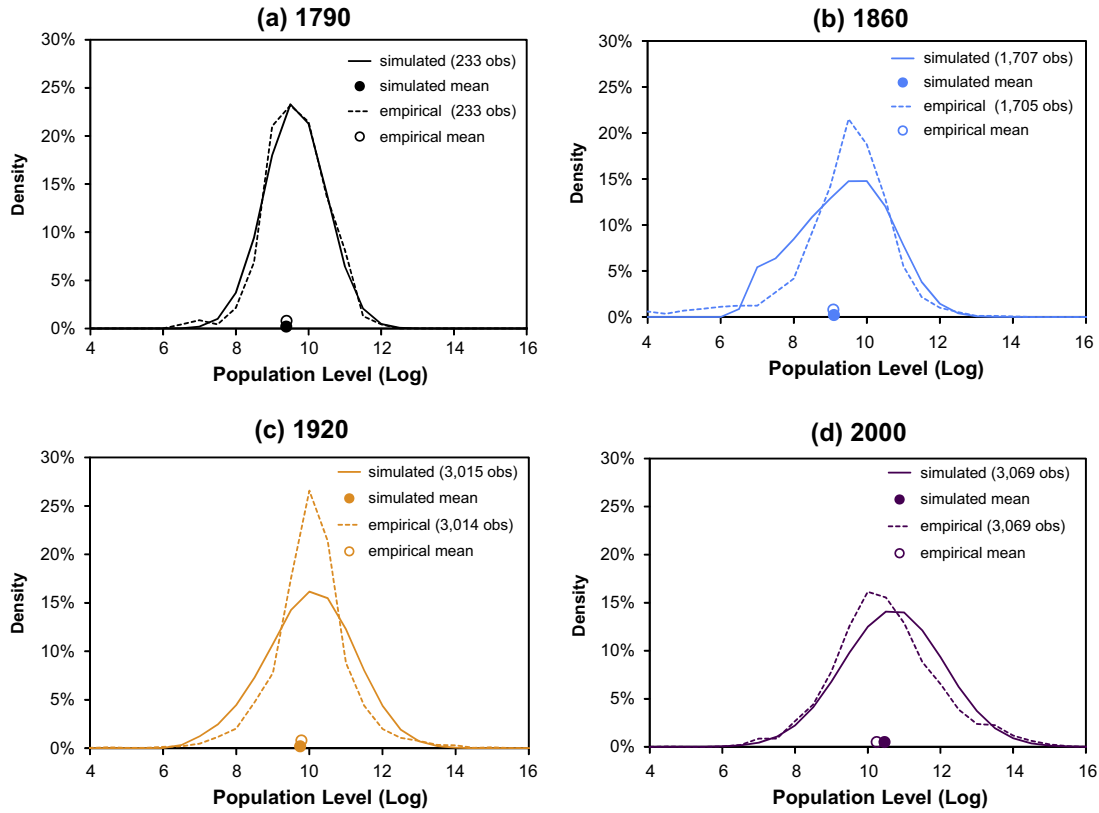 (a) 1790
30%
25%
20%
15%
10%
5%
0%
Density
4 6 8 10 12 14 16
Population Level (Log)
simulated (233 obs)
simulated mean
empirical (233 obs)
empirical mean
(b) 1860
30%
25%
20%
15%
10%
5%
0%
Density
4 6 8 10 12 14 16
Population Level (Log)
simulated (1,707 obs)
simulated mean
empirical (1,705 obs)
empirical mean
(c) 1920
30%
25%
20%
15%
10%
5%
0%
Density
4 6 8 10 12 14 16
Population Level (Log)
simulated (3,015 obs)
simulated mean
empirical (3,014 obs)
empirical mean
(d) 2000
30%
25%
20%
15%
10%
5%
0%
Density
4 6 8 10 12 14 16
Population Level (Log)
simulated (3,069 obs)
simulated mean
empirical (3,069 obs)
empirical mean